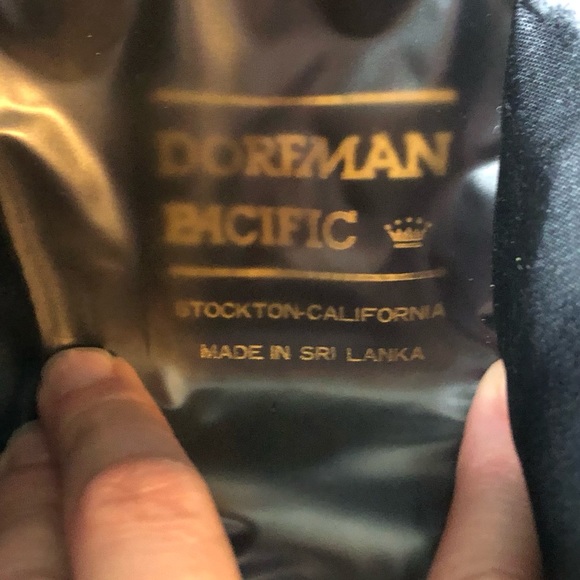 DORFMAN
PACIFIC
STOCKTON-CALIFORNIA
MADE IN SRI LANKA